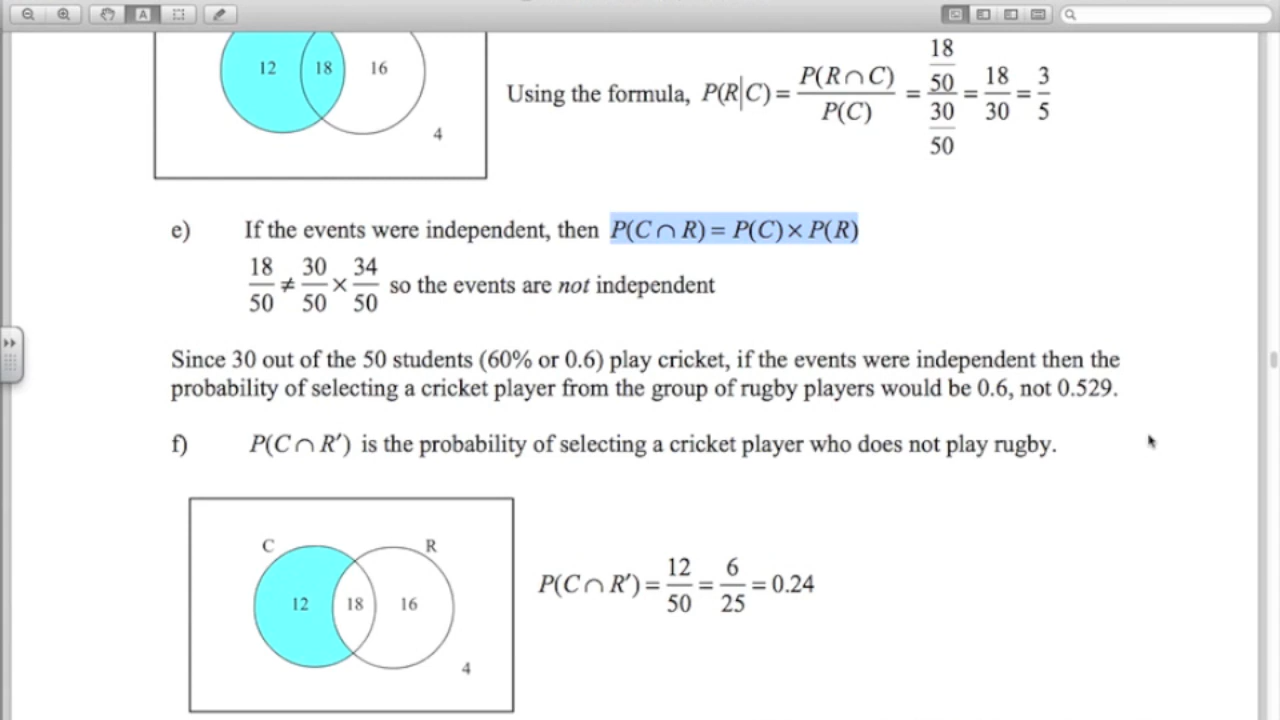 12 18 16
4
Using the formula, P(R|C) = P(R ∩ C) / P(C) = (18/50) / (30/50) = 18/30 = 3/5
e) If the events were independent, then P(C ∩ R) = P(C) × P(R)
18/50 ≠ 30/50 × 34/50 so the events are not independent
Since 30 out of the 50 students (60% or 0.6) play cricket, if the events were independent then the
probability of selecting a cricket player from the group of rugby players would be 0.6, not 0.529.
f) P(C ∩ R′) is the probability of selecting a cricket player who does not play rugby.
C R
12 18 16
4
P(C ∩ R′) = 12/50 = 6/25 = 0.24